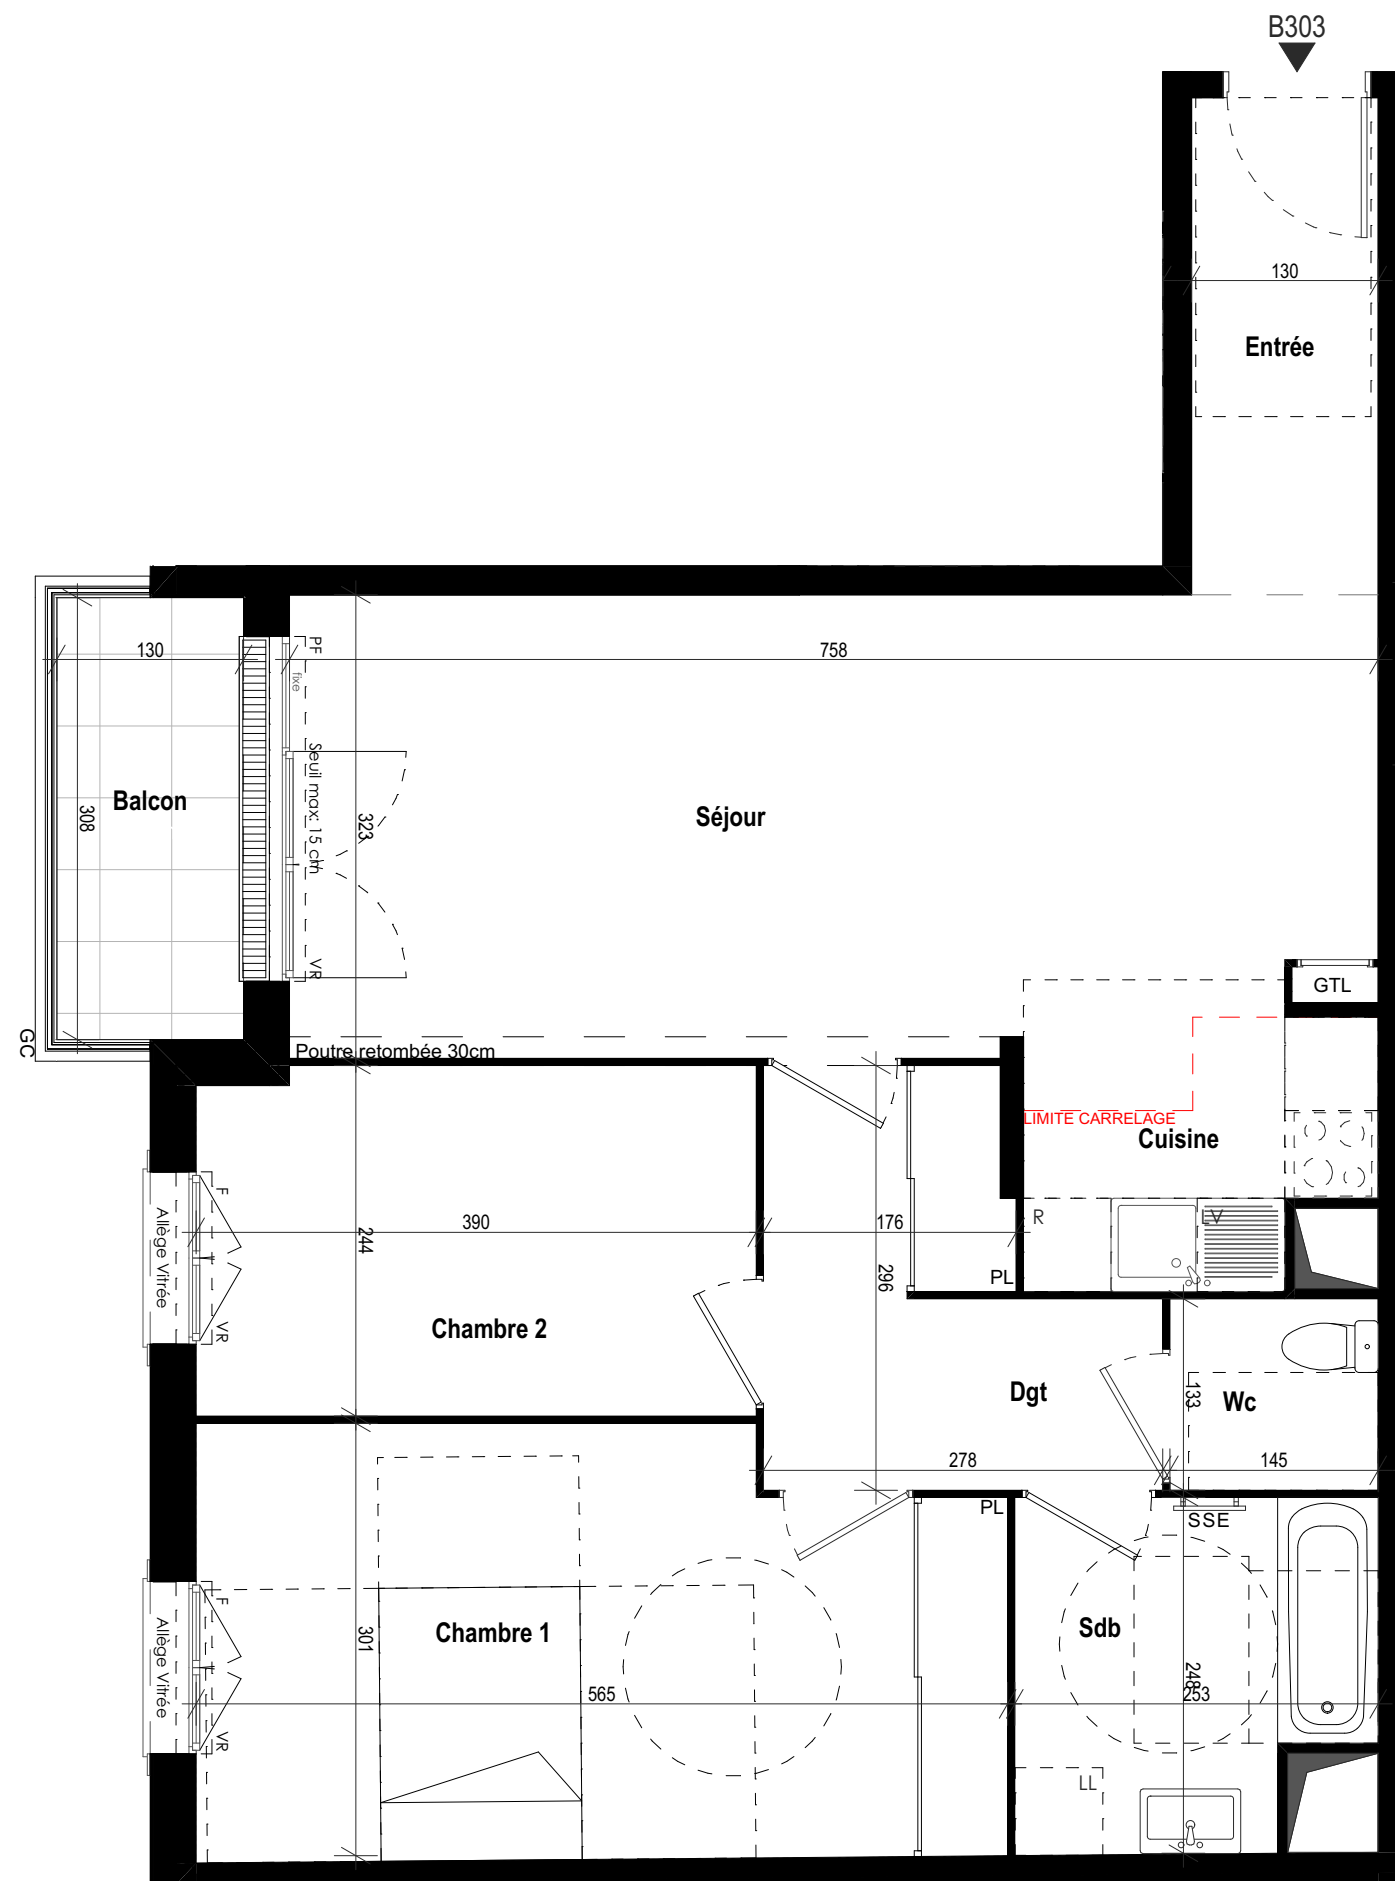 B303
130
Entrée
PF
130
758
fixe
Seuil max: 15 cm
Balcon
308
323
Séjour
VR
GTL
GC
Poutre retombée 30cm
LIMITE CARRELAGE
Cuisine
F
Allège Vitrée
390
244
176
R
LV
296
PL
VR
Chambre 2
Dgt
133
Wc
278
145
PL
SSE
F
Allège Vitrée
301
Chambre 1
Sdb
248
565
253
VR
LL